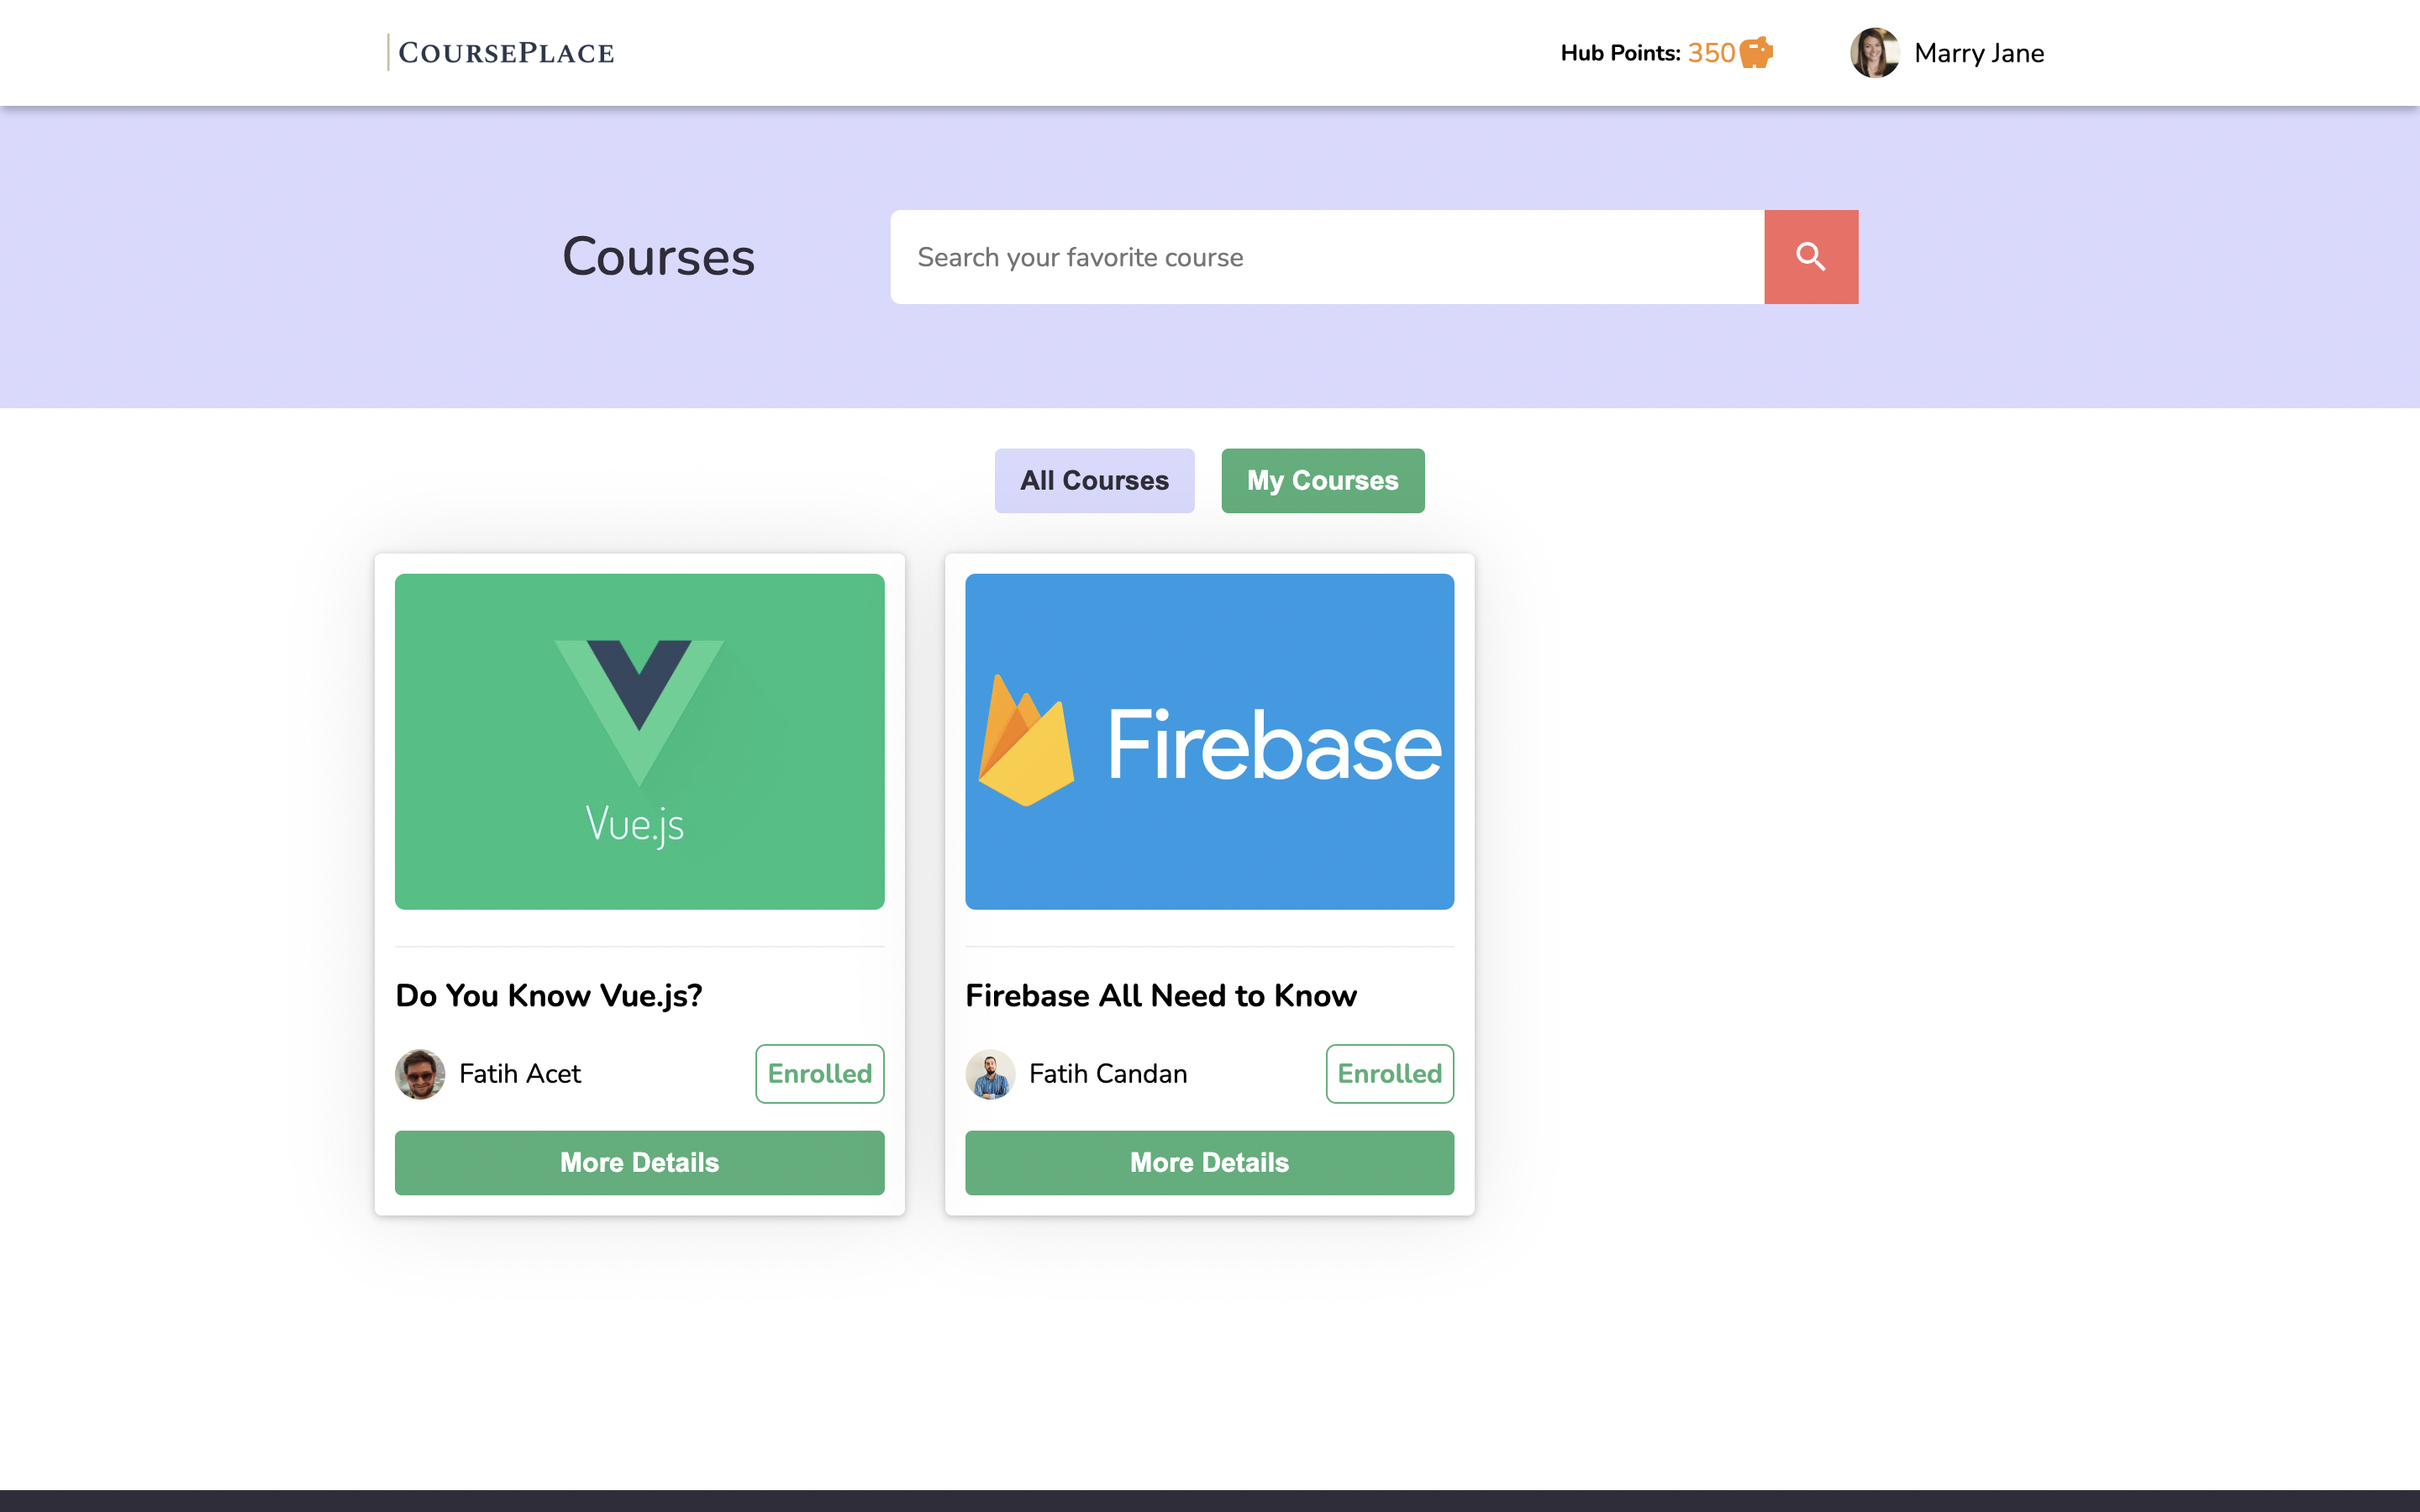 COURSEPLACE
Hub Points: 350
Marry Jane
Courses
Search your favorite course
All Courses
My Courses
Vue.js
Firebase
Do You Know Vue.js?
Firebase All Need to Know
Fatih Acet
Enrolled
Fatih Candan
Enrolled
More Details
More Details